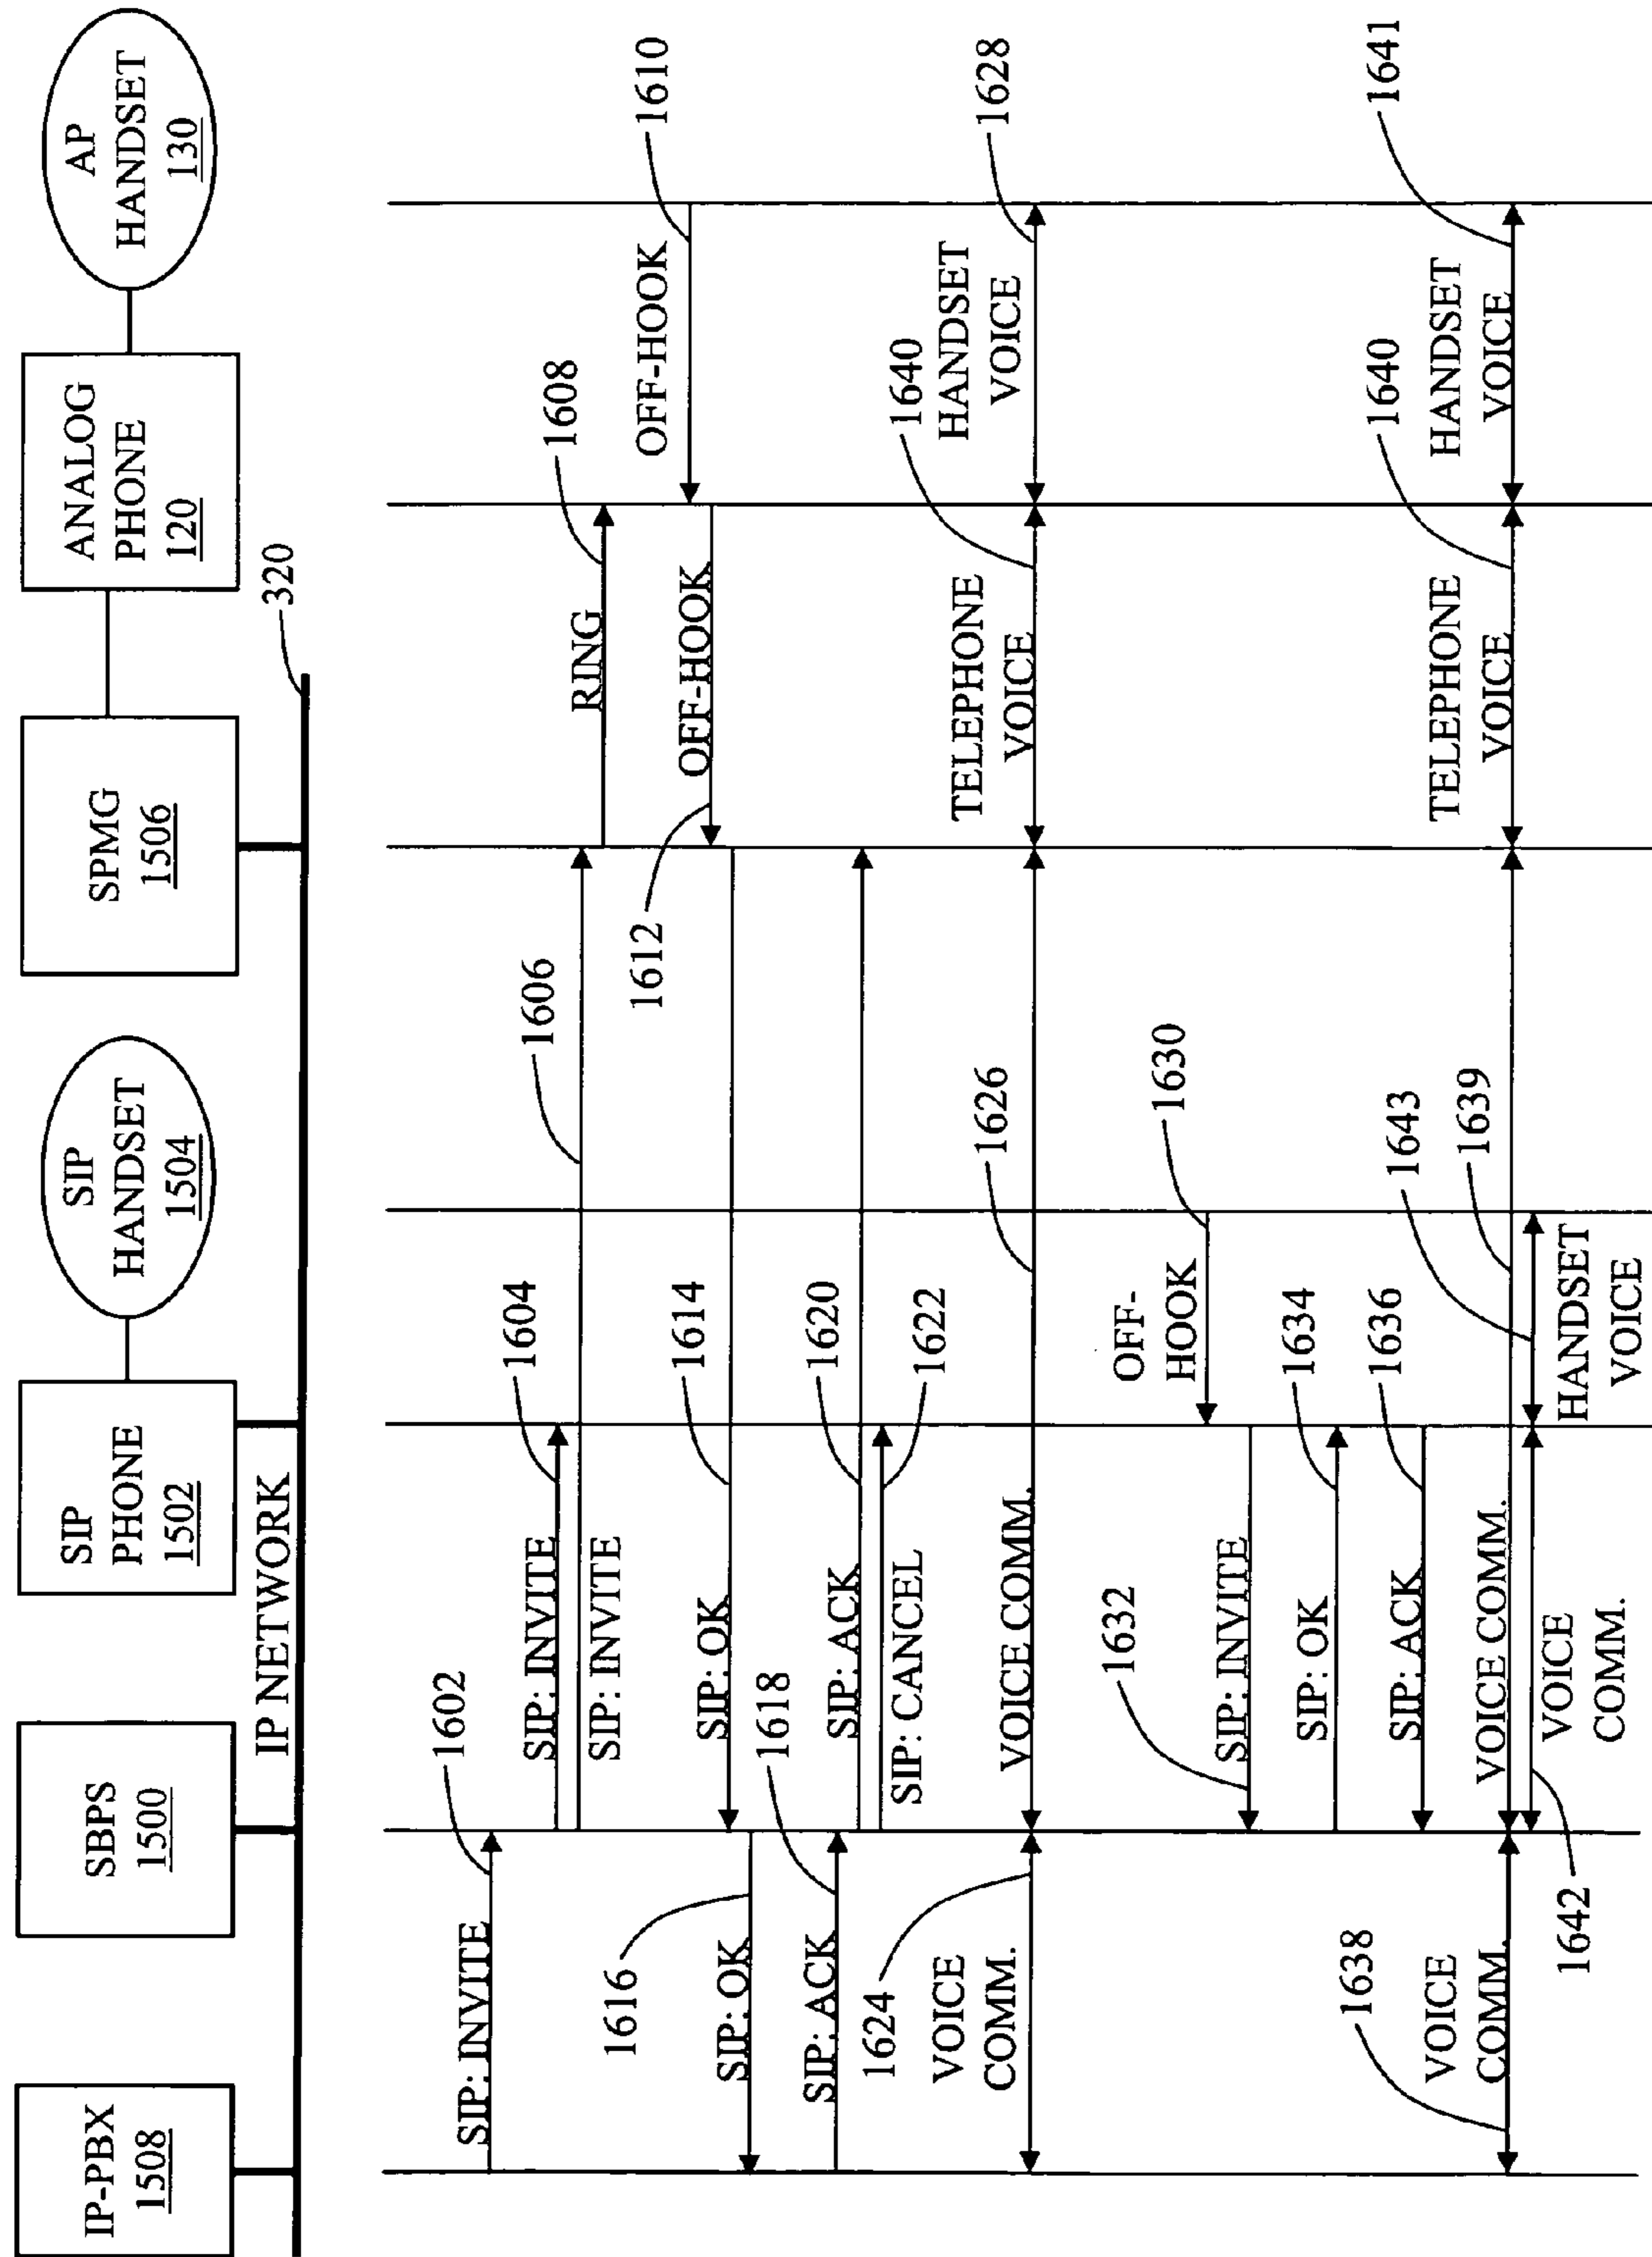 IP-PBX
1508
SBPS
1500
SIP
PHONE
1502
SIP
HANDSET
1504
SPMG
1506
ANALOG
PHONE
120
AP
HANDSET
130
IP NETWORK
320
SIP: INVITE
1602
SIP: INVITE
1604
SIP: INVITE
1606
RING
1608
OFF-HOOK
1610
OFF-HOOK
1612
SIP: OK
1614
1616
SIP: OK
SIP: ACK
1618
SIP: ACK
1620
SIP: CANCEL
1622
1624
VOICE
COMM.
VOICE COMM.
1626
TELEPHONE
VOICE
1640
HANDSET
VOICE
1628
OFF-
HOOK
1630
1632
SIP: INVITE
SIP: OK
1634
SIP: ACK
1636
1638
VOICE
COMM.
VOICE COMM.
1639
TELEPHONE
VOICE
1640
HANDSET
VOICE
1641
1642
VOICE
COMM.
1643
HANDSET
VOICE